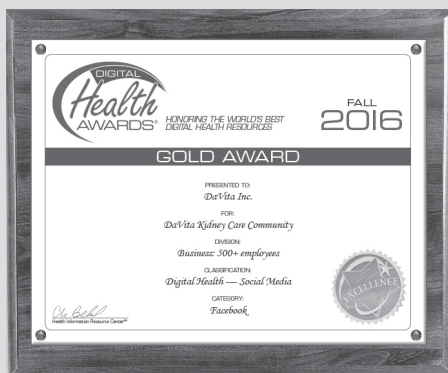 DIGITAL
Health
AWARDS®
HONORING THE WORLD'S BEST
DIGITAL HEALTH RESOURCES
FALL
2016
GOLD AWARD
PRESENTED TO:
DaVita Inc.
FOR:
DaVita Kidney Care Community
DIVISION:
Business: 500+ employees
CLASSIFICATION:
Digital Health — Social Media
CATEGORY:
Facebook
EXCELLENCE
Health Information Resource Center℠